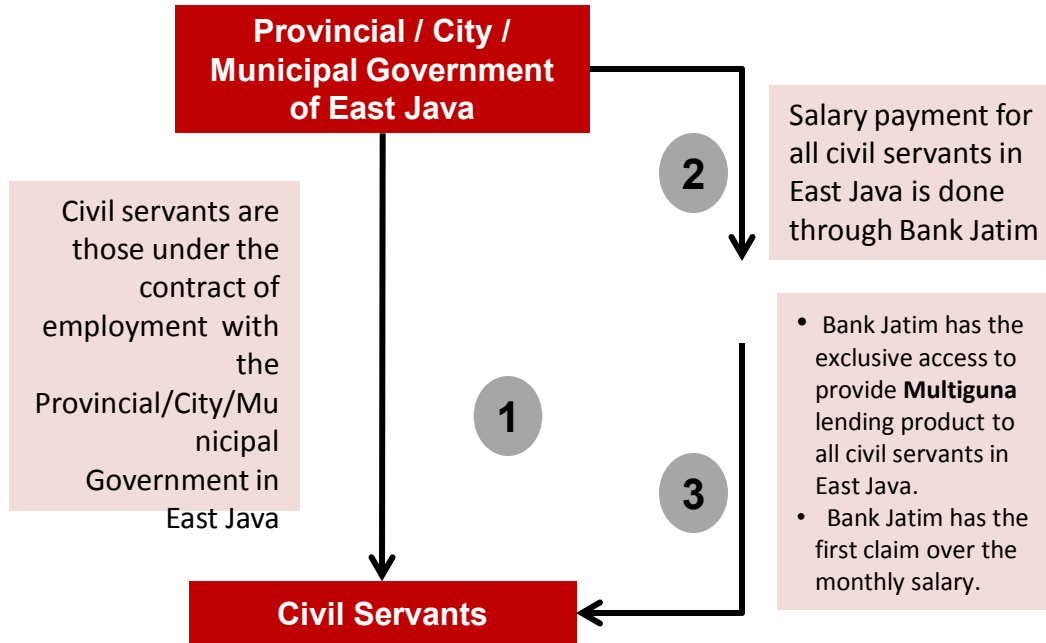 Provincial / City /
Municipal Government
of East Java
2
Salary payment for
all civil servants in
East Java is done
through Bank Jatim
Civil servants are
those under the
contract of
employment with
the
Provincial/City/Mu
nicipal
Government in
East Java
1
3
• Bank Jatim has the
exclusive access to
provide Multiguna
lending product to
all civil servants in
East Java.
• Bank Jatim has the
first claim over the
monthly salary.
Civil Servants